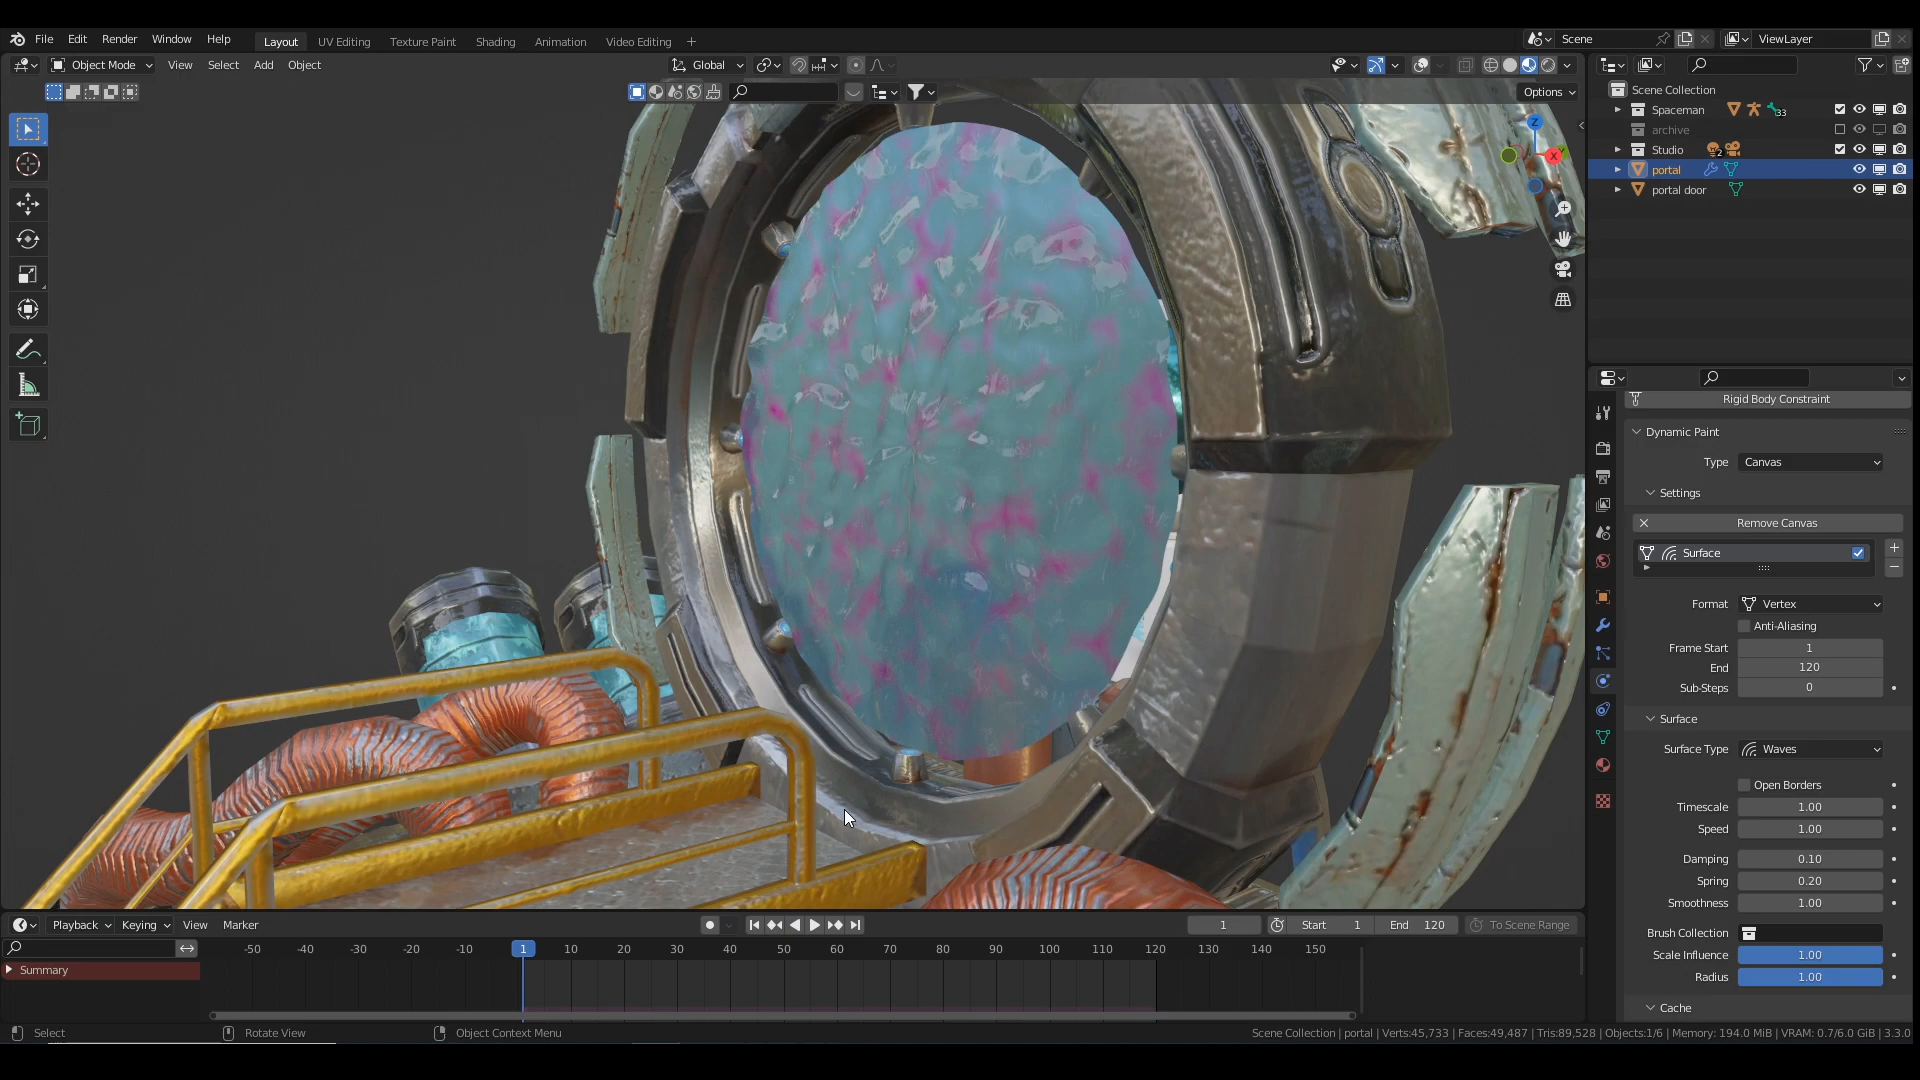 File Edit Render Window Help Layout UV Editing Texture Paint Shading Animation Video Editing + Scene ViewLayer
Object Mode View Select Add Object Global
Options
Scene Collection
Spaceman 33
archive
Studio 2
portal
portal door
Z
X
Y
Rigid Body Constraint
Dynamic Paint
Type Canvas
Settings
Remove Canvas
Surface
Format Vertex
Anti-Aliasing
Frame Start 1
End 120
Sub-Steps 0
Surface
Surface Type Waves
Open Borders
Timescale 1.00
Speed 1.00
Damping 0.10
Spring 0.20
Smoothness 1.00
Brush Collection
Scale Influence 1.00
Radius 1.00
Cache
Playback Keying View Marker 1 Start 1 End 120 To Scene Range
-50 -40 -30 -20 -10 1 10 20 30 40 50 60 70 80 90 100 110 120 130 140 150
Summary
Select Rotate View Object Context Menu Scene Collection | portal | Verts:45,733 | Faces:49,487 | Tris:89,528 | Objects:1/6 | Memory: 194.0 MiB | VRAM: 0.7/6.0 GiB | 3.3.0